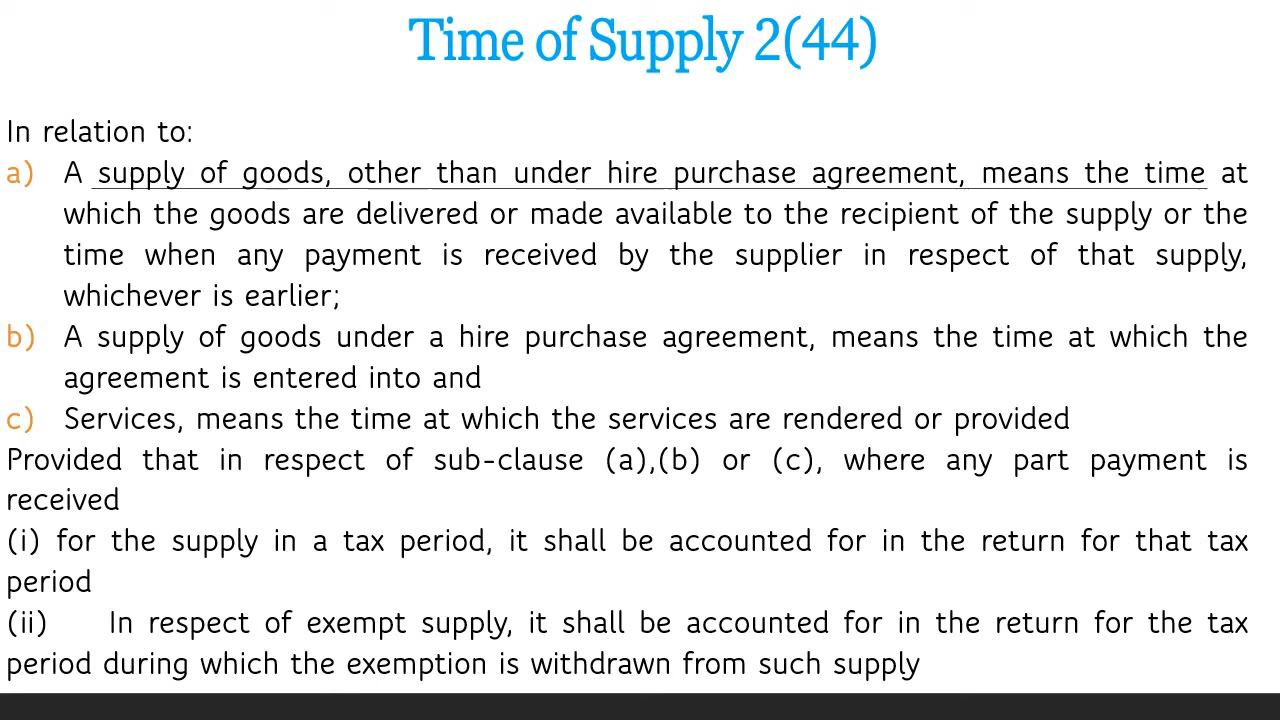 Time of Supply 2(44)
In relation to:
a) A supply of goods, other than under hire purchase agreement, means the time at
which the goods are delivered or made available to the recipient of the supply or the
time when any payment is received by the supplier in respect of that supply,
whichever is earlier;
b) A supply of goods under a hire purchase agreement, means the time at which the
agreement is entered into and
c) Services, means the time at which the services are rendered or provided
Provided that in respect of sub-clause (a),(b) or (c), where any part payment is
received
(i) for the supply in a tax period, it shall be accounted for in the return for that tax
period
(ii) In respect of exempt supply, it shall be accounted for in the return for the tax
period during which the exemption is withdrawn from such supply